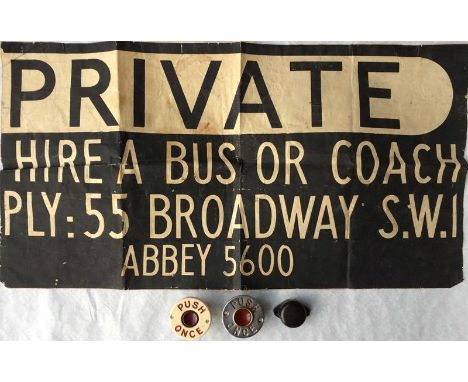 PRIVATE
HIRE A BUS OR COACH
PLY: 55 BROADWAY S.W.1
ABBEY 5600
PUSH
ONCE
PUSH
ONCE